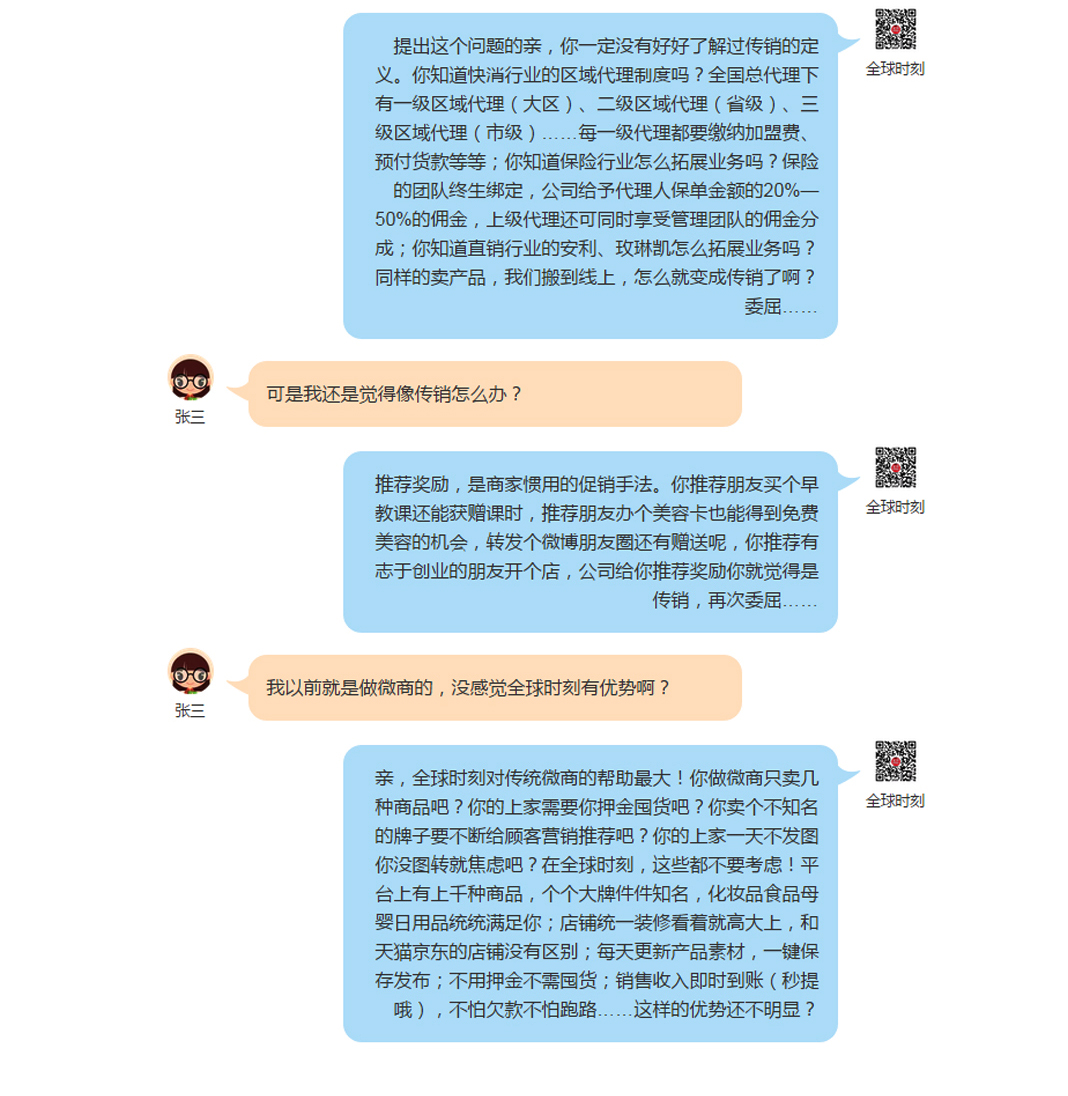 提出这个问题的亲，你一定没有好好了解过传销的定
义。你知道快消行业的区域代理制度吗？全国总代理下
有一级区域代理（大区）、二级区域代理（省级）、三
级区域代理（市级）……每一级代理都要缴纳加盟费、
预付货款等等；你知道保险行业怎么拓展业务吗？保险
的团队终生绑定，公司给予代理人保单金额的20%—
50%的佣金，上级代理还可同时享受管理团队的佣金分
成；你知道直销行业的安利、玫琳凯怎么拓展业务吗？
同样的卖产品，我们搬到线上，怎么就变成传销了啊？
委屈……
全球时刻
可是我还是觉得像传销怎么办？
张三
推荐奖励，是商家惯用的促销手法。你推荐朋友买个早
教课还能获赠课时，推荐朋友办个美容卡也能得到免费
美容的机会，转发个微博朋友圈还有赠送呢，你推荐有
志于创业的朋友开个店，公司给你推荐奖励你就觉得是
传销，再次委屈……
全球时刻
我以前就是做微商的，没感觉全球时刻有优势啊？
张三
亲，全球时刻对传统微商的帮助最大！你做微商只卖几
种商品吧？你的上家需要你押金囤货吧？你卖个不知名
的牌子要不断给顾客营销推荐吧？你的上家一天不发图
你没图转就焦虑吧？在全球时刻，这些都不要考虑！平
台上有上千种商品，个个大牌件件知名，化妆品食品母
婴日用品统统满足你；店铺统一装修看着就高大上，和
天猫京东的店铺没有区别；每天更新产品素材，一键保
存发布；不用押金不需囤货；销售收入即时到账（秒提
哦），不怕欠款不怕跑路……这样的优势还不明显？
全球时刻